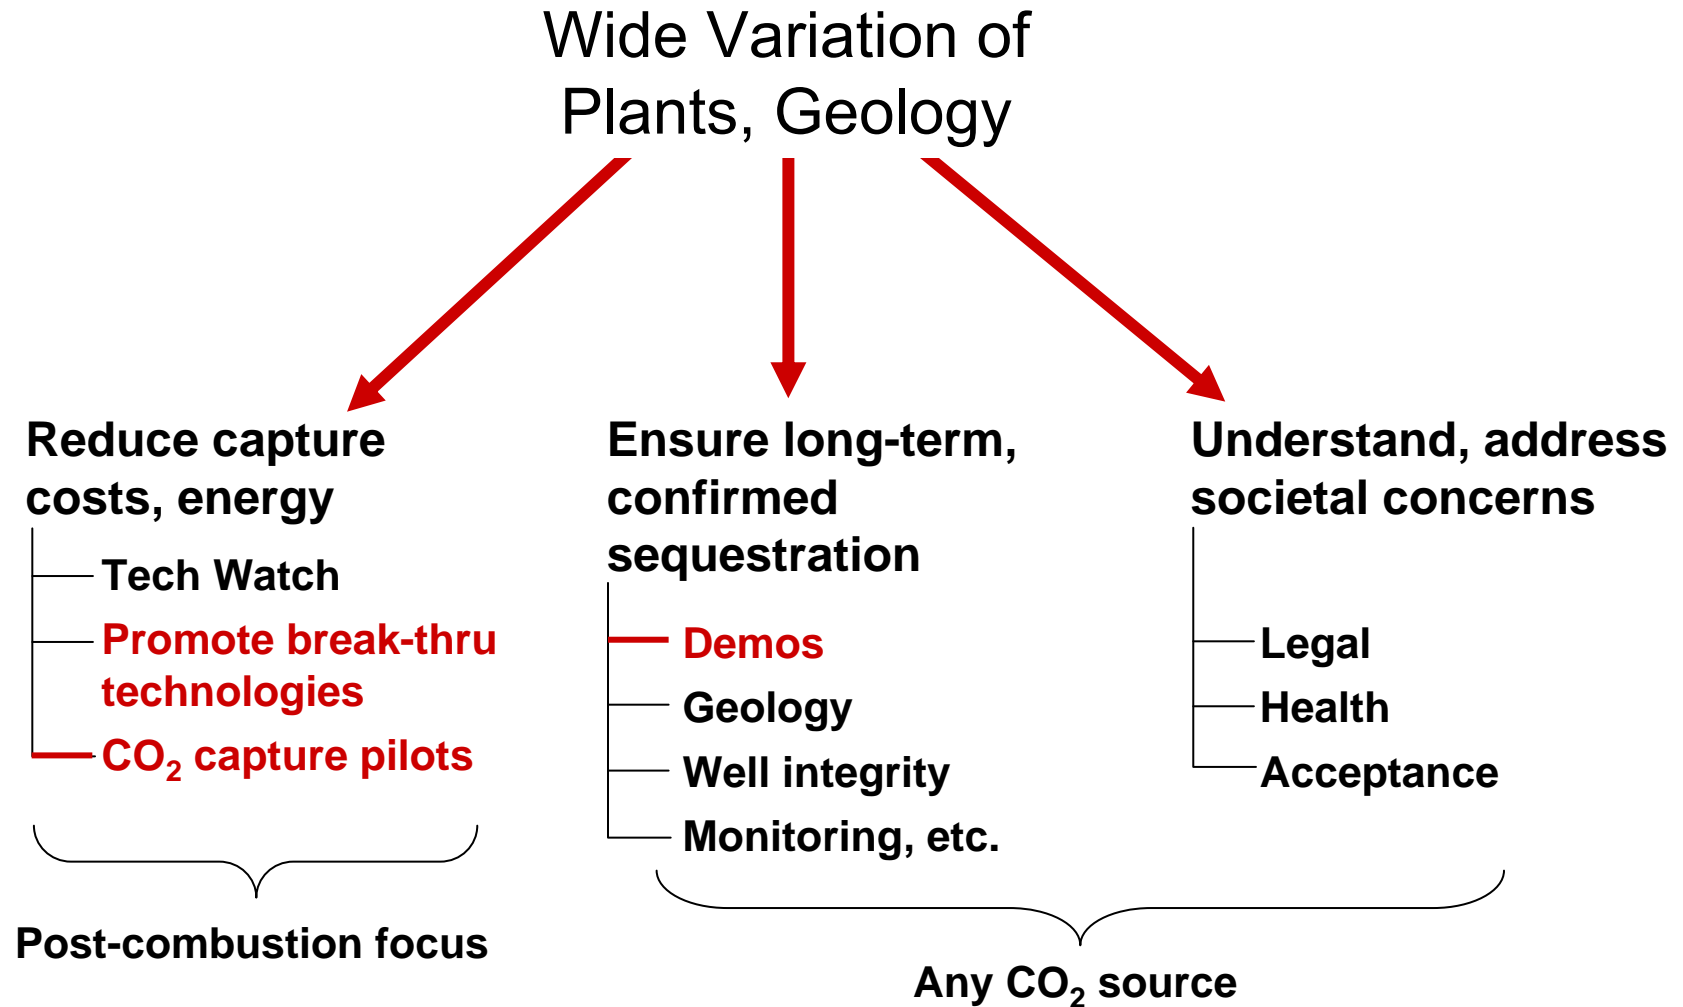 Wide Variation of
Plants, Geology
Reduce capture
costs, energy
Tech Watch
Promote break-thru
technologies
CO₂ capture pilots
Post-combustion focus
Ensure long-term,
confirmed
sequestration
Demos
Geology
Well integrity
Monitoring, etc.
Understand, address
societal concerns
Legal
Health
Acceptance
Any CO₂ source